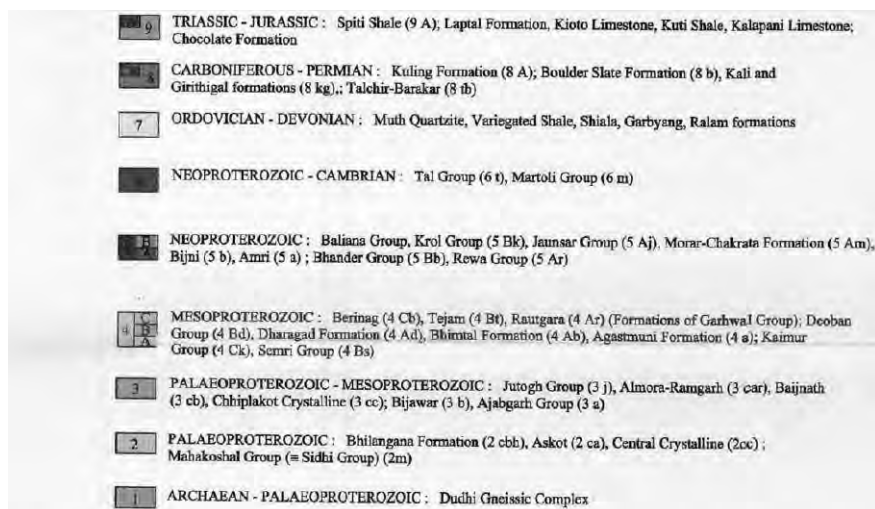 9 TRIASSIC - JURASSIC : Spiti Shale (9 A); Laptal Formation, Kioto Limestone, Kuti Shale, Kalapani Limestone;
Chocolate Formation
8 CARBONIFEROUS - PERMIAN : Kuling Formation (8 A); Boulder Slate Formation (8 b), Kali and
Girithigal formations (8 kg),; Talchir-Barakar (8 tb)
7 ORDOVICIAN - DEVONIAN : Muth Quartzite, Variegated Shale, Shiala, Garbyang, Ralam formations
NEOPROTEROZOIC - CAMBRIAN : Tal Group (6 t), Martoli Group (6 m)
NEOPROTEROZOIC : Baliana Group, Krol Group (5 Bk), Jaunsar Group (5 Aj), Morar-Chakrata Formation (5 Am),
Bijni (5 b), Amri (5 a) ; Bhander Group (5 Bb), Rewa Group (5 Ar)
4 C B A MESOPROTEROZOIC : Berinag (4 Cb), Tejam (4 Bt), Rautgara (4 Ar) (Formations of Garhwal Group); Deoban
Group (4 Bd), Dharagad Formation (4 Ad), Bhimtal Formation (4 Ab), Agastmuni Formation (4 a); Kaimur
Group (4 Ck), Semri Group (4 Bs)
3 PALAEOPROTEROZOIC - MESOPROTEROZOIC : Jutogh Group (3 j), Almora-Ramgarh (3 car), Baijnath
(3 cb), Chhiplakot Crystalline (3 cc); Bijawar (3 b), Ajabgarh Group (3 a)
2 PALAEOPROTEROZOIC : Bhilangana Formation (2 cbh), Askot (2 ca), Central Crystalline (2cc) ;
Mahakoshal Group (≡ Sidhi Group) (2m)
1 ARCHAEAN - PALAEOPROTEROZOIC : Dudhi Gneissic Complex